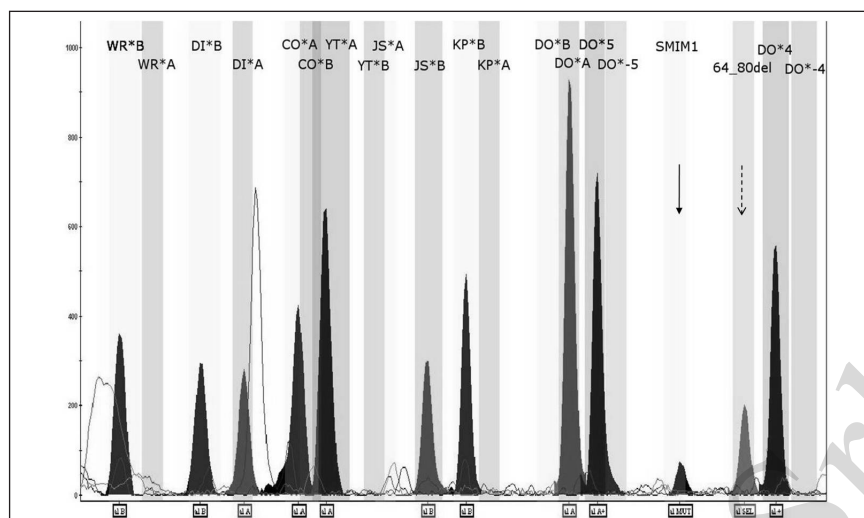 WR*B DI*B CO*A YT*A JS*A KP*B DO*B DO*5 SMIM1 DO*4
WR*A DI*A CO*B YT*B JS*B KP*A DO*A DO*-5 64_80del DO*-4
1000
800
600
400
200
0
B B A A A B B A A+ MUT +